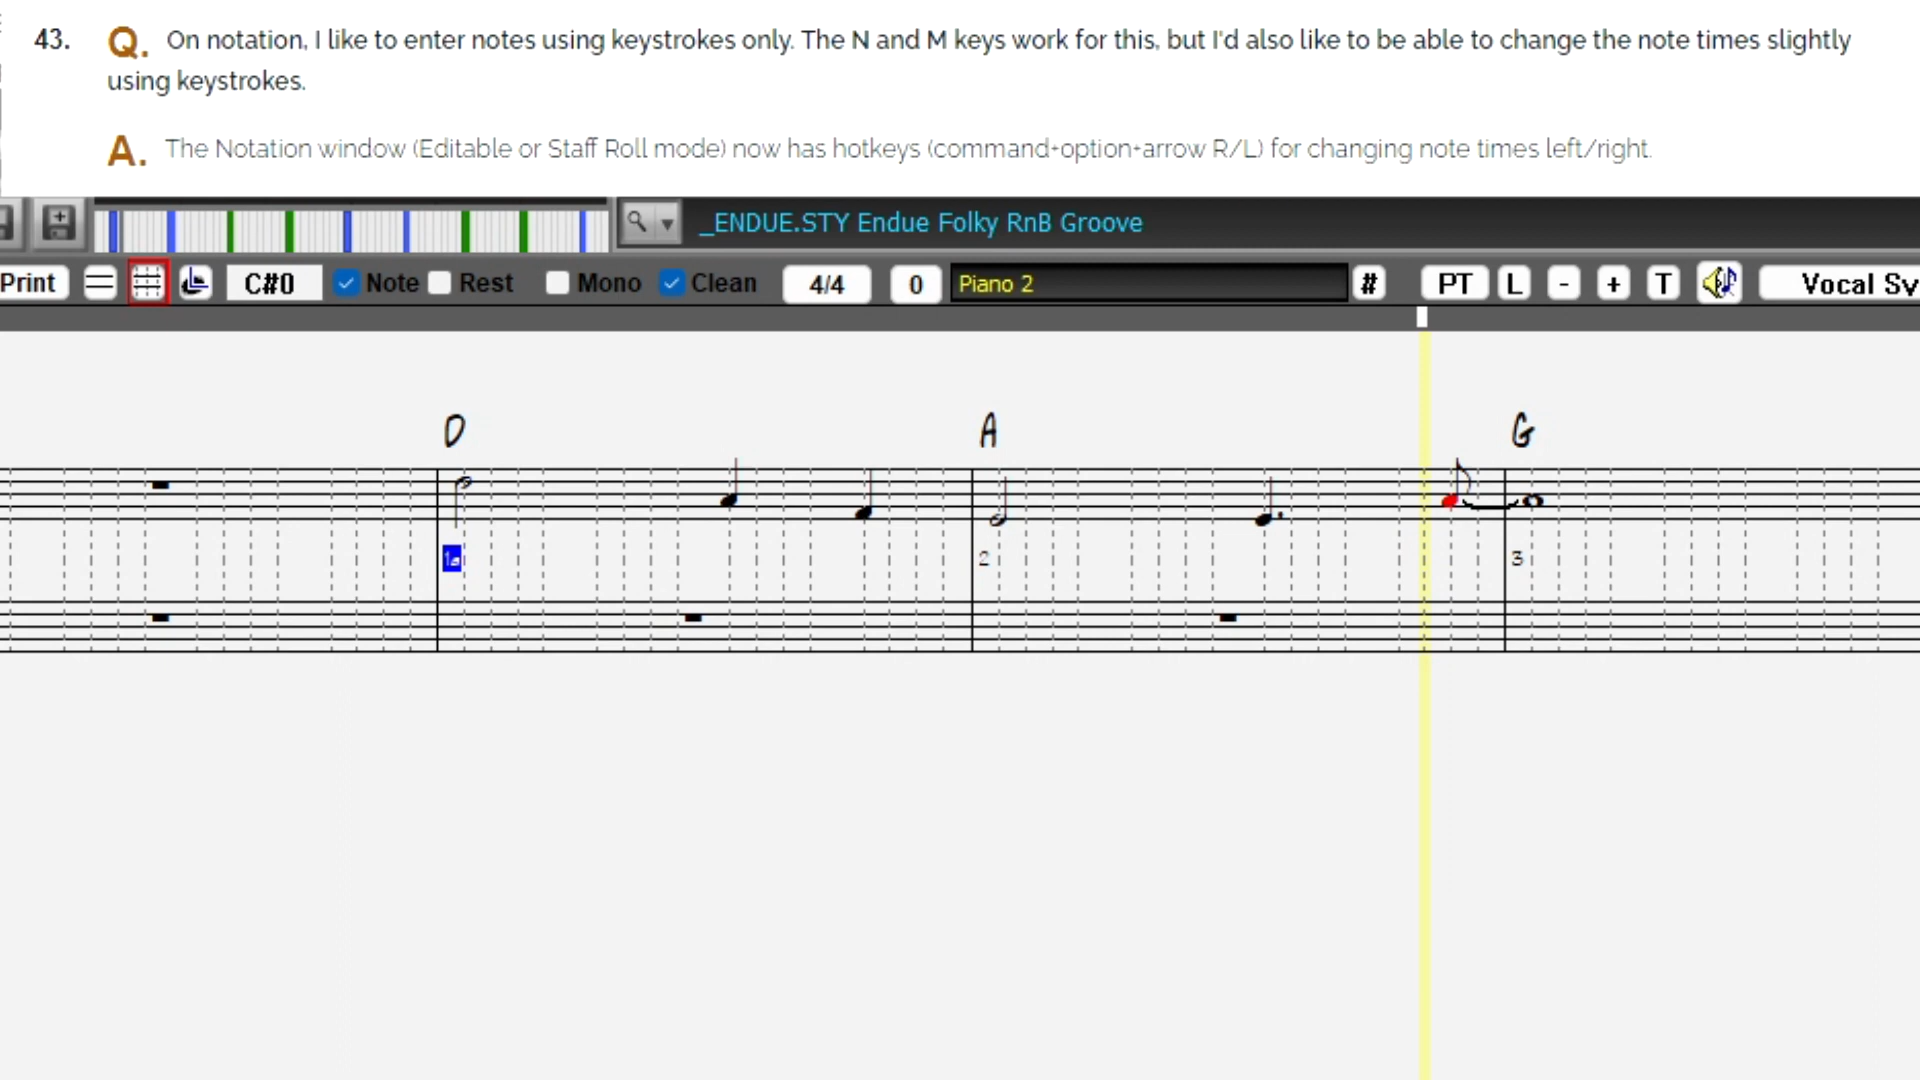 43. Q. On notation, I like to enter notes using keystrokes only. The N and M keys work for this, but I'd also like to be able to change the note times slightly
using keystrokes.
A. The Notation window (Editable or Staff Roll mode) now has hotkeys (command+option+arrow R/L) for changing note times left/right.
_ENDUE.STY Endue Folky RnB Groove
Print C#0 Note Rest Mono Clean 4/4 0 Piano 2 # PT L - + T Vocal Sy
D A G
1a 2 3